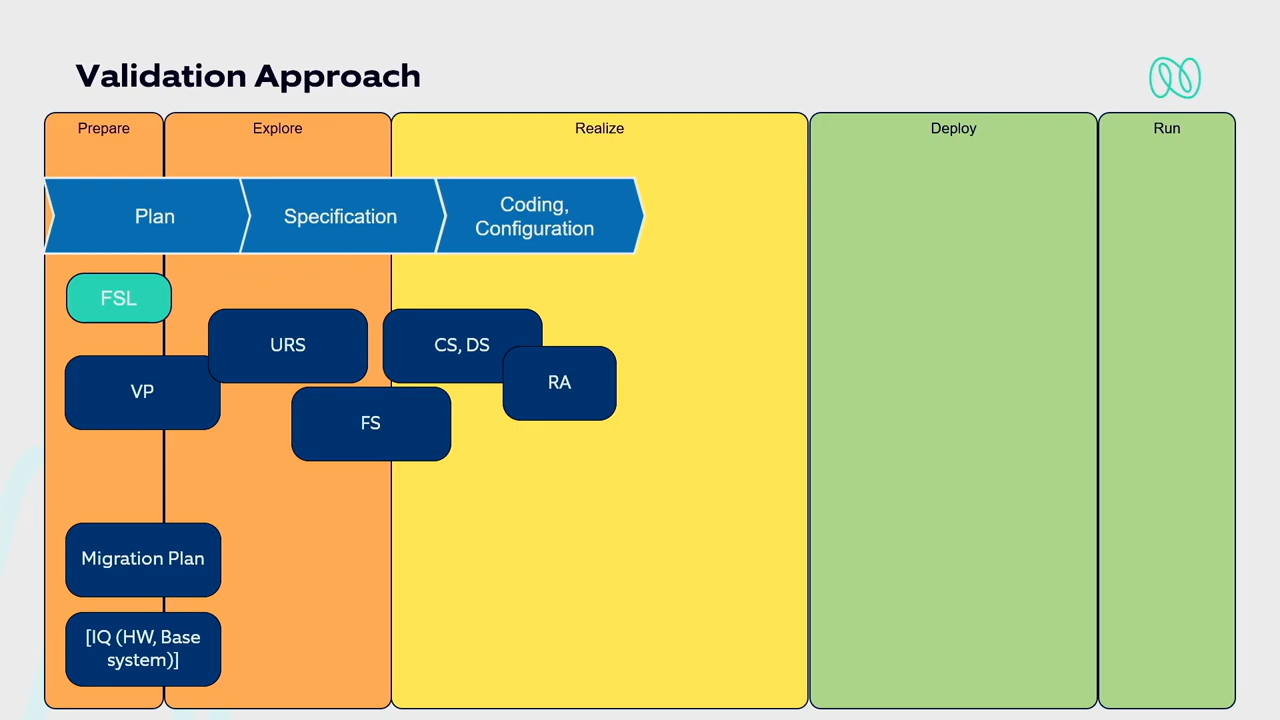 Validation Approach
Prepare
Explore
Realize
Deploy
Run
Plan
Specification
Coding,
Configuration
FSL
URS
CS, DS
VP
RA
FS
Migration Plan
[IQ (HW, Base
system)]